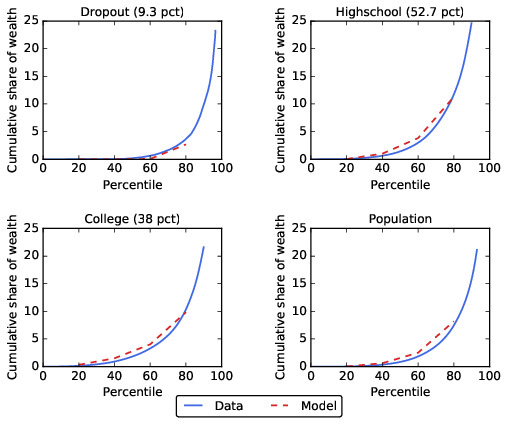 Dropout (9.3 pct)
Cumulative share of wealth
25
20
15
10
5
0
0 20 40 60 80 100
Percentile
Highschool (52.7 pct)
Cumulative share of wealth
25
20
15
10
5
0
0 20 40 60 80 100
Percentile
College (38 pct)
Cumulative share of wealth
25
20
15
10
5
0
0 20 40 60 80 100
Percentile
Population
Cumulative share of wealth
25
20
15
10
5
0
0 20 40 60 80 100
Percentile
Data Model